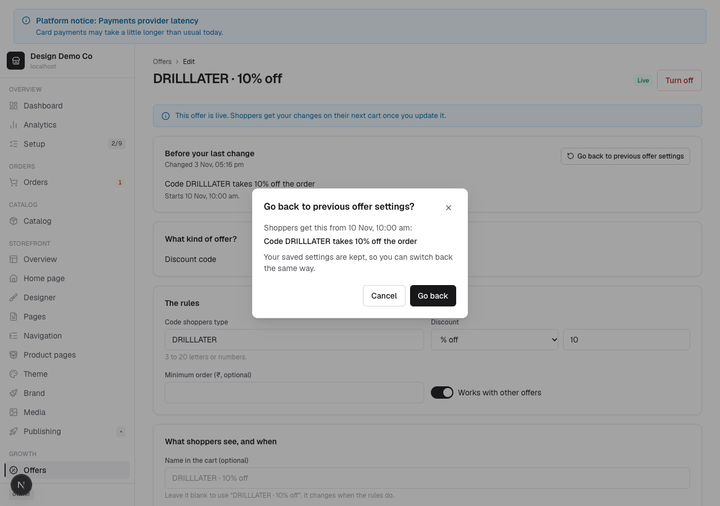 Platform notice: Payments provider latency
Card payments may take a little longer than usual today.
Design Demo Co
localhost
OVERVIEW
Dashboard
Analytics
Setup 2/9
ORDERS
Orders 1
CATALOG
Catalog
STOREFRONT
Overview
Home page
Designer
Pages
Navigation
Product pages
Theme
Brand
Media
Publishing -
GROWTH
Offers
N
Offers > Edit
DRILLLATER · 10% off
Live
Turn off
This offer is live. Shoppers get your changes on their next cart once you update it.
Before your last change
Changed 3 Nov, 05:16 pm
Go back to previous offer settings
Code DRILLLATER takes 10% off the order
Starts 10 Nov, 10:00 am.
Go back to previous offer settings?
×
Shoppers get this from 10 Nov, 10:00 am:
Code DRILLLATER takes 10% off the order
Your saved settings are kept, so you can switch back
the same way.
Cancel
Go back
What kind of offer?
Discount code
The rules
Code shoppers type
DRILLLATER
3 to 20 letters or numbers.
Discount
% off
10
Minimum order (₹, optional)
Works with other offers
What shoppers see, and when
Name in the cart (optional)
DRILLLATER · 10% off
Leave it blank to use "DRILLLATER · 10% off". It changes when the rules do.